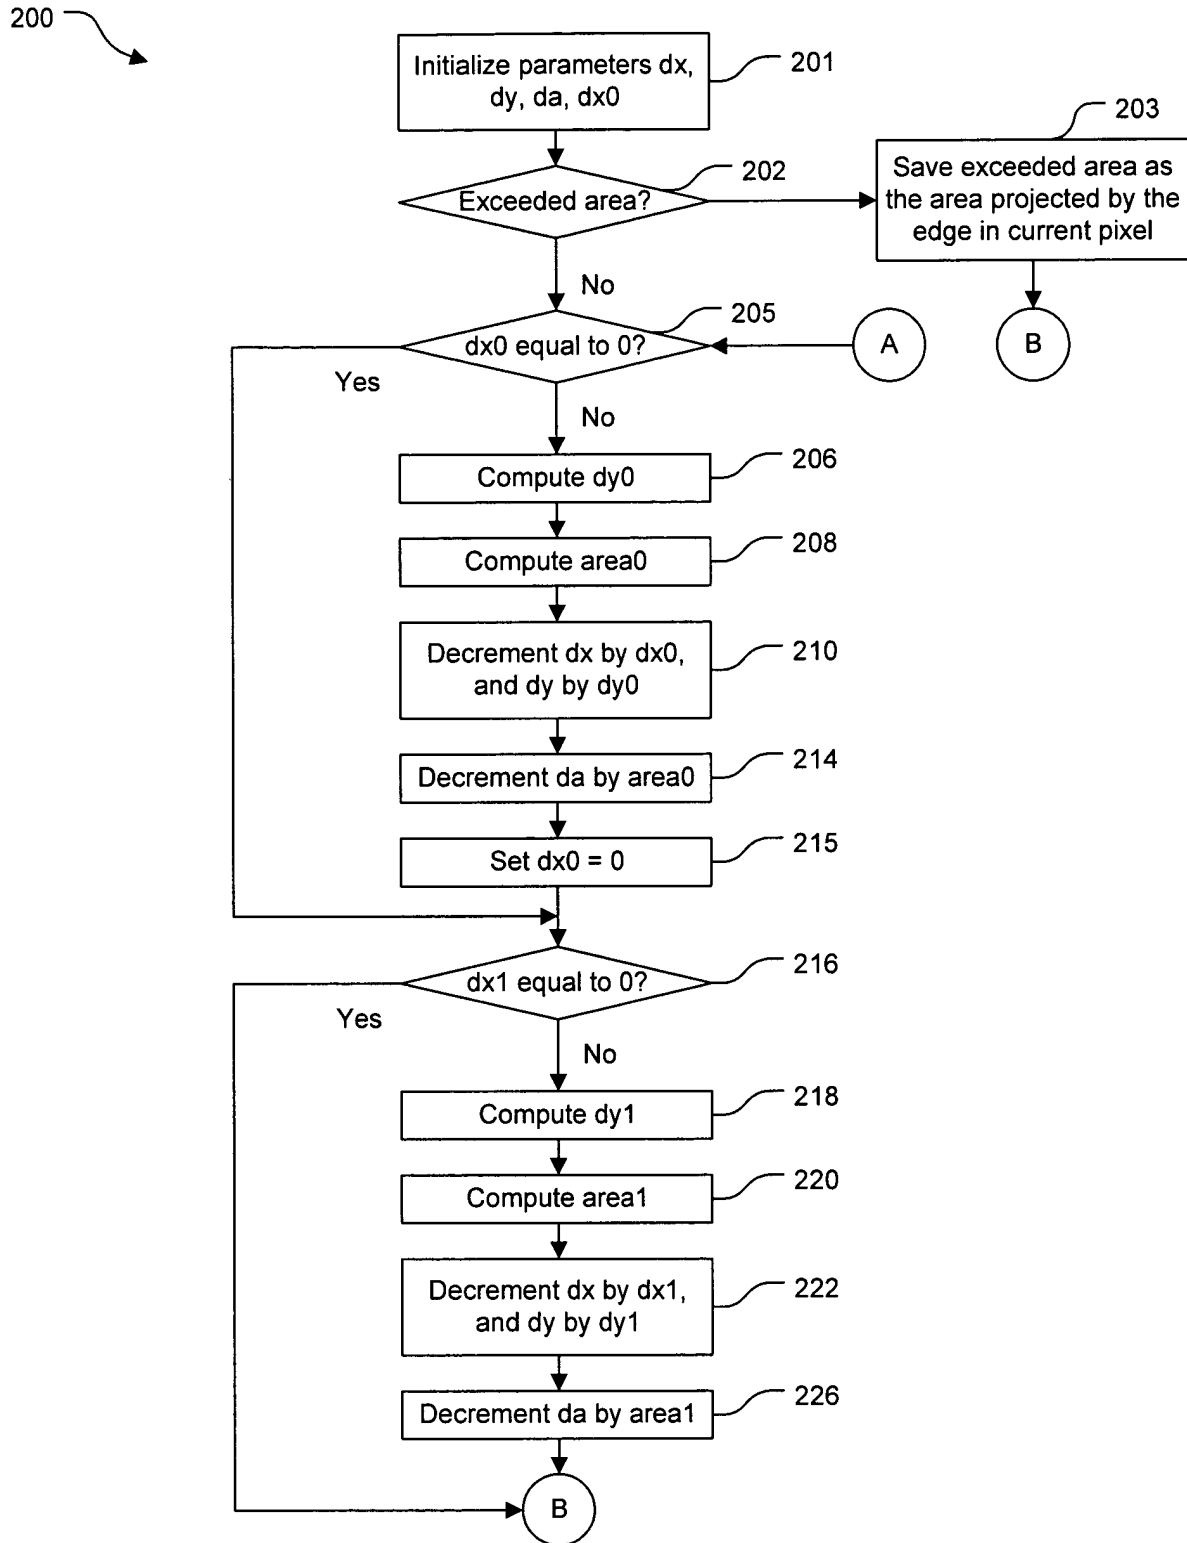 200
Initialize parameters dx,
dy, da, dx0
201
203
Exceeded area?
202
Save exceeded area as
the area projected by the
edge in current pixel
No
dx0 equal to 0?
205
A
B
Yes
No
Compute dy0
206
Compute area0
208
Decrement dx by dx0,
and dy by dy0
210
Decrement da by area0
214
Set dx0 = 0
215
dx1 equal to 0?
216
Yes
No
Compute dy1
218
Compute area1
220
Decrement dx by dx1,
and dy by dy1
222
Decrement da by area1
226
B